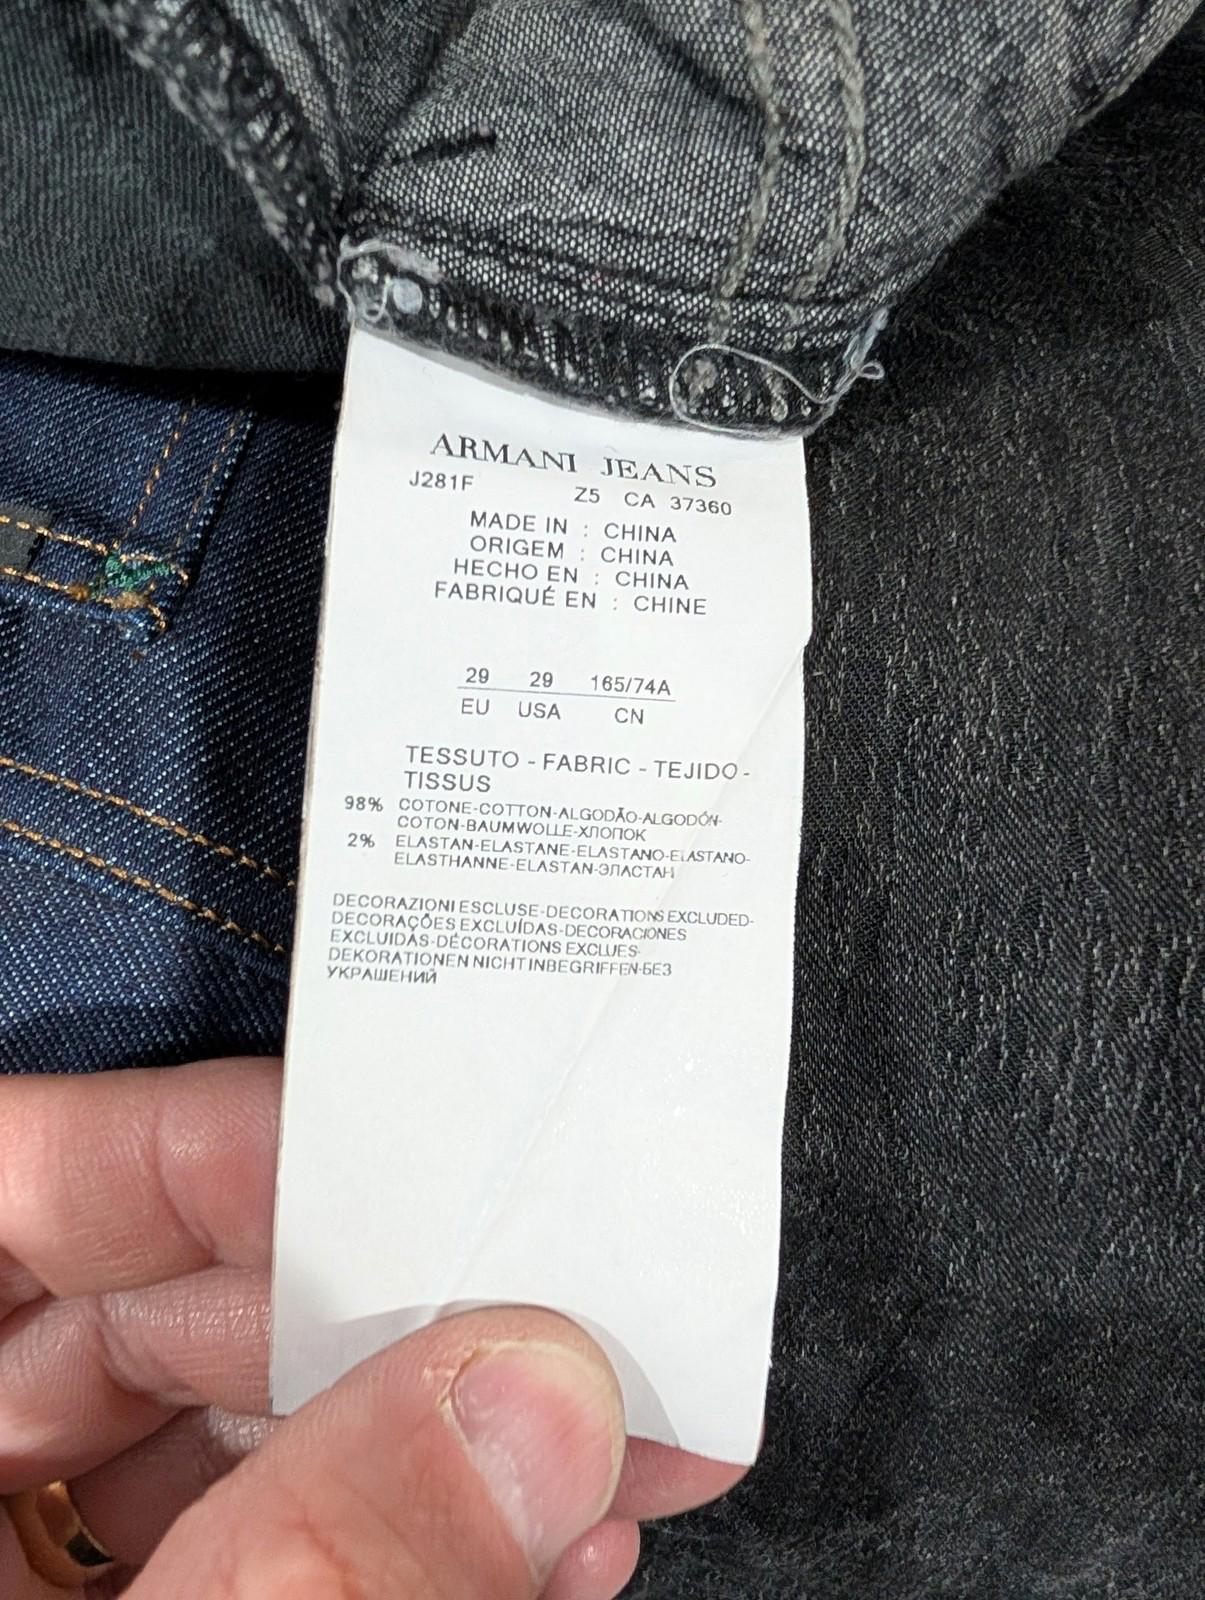 ARMANI JEANS
J281F Z5 CA 37360
MADE IN : CHINA
ORIGEM : CHINA
HECHO EN : CHINA
FABRIQUÉ EN : CHINE
29 29 165/74A
EU USA CN
TESSUTO - FABRIC - TEJIDO -
TISSUS
98% COTONE-COTTON-ALGODÃO-ALGODÓN-
COTON-BAUMWOLLE-ХЛОПОК
2% ELASTAN-ELASTANE-ELASTANO-ELASTANO-
ELASTHANNE-ELASTAN-ЭЛАСТАН
DECORAZIONI ESCLUSE-DECORATIONS EXCLUDED-
DECORAÇÕES EXCLUÍDAS-DECORACIONES
EXCLUIDAS-DÉCORATIONS EXCLUES-
DEKORATIONEN NICHT INBEGRIFFEN-БЕЗ
УКРАШЕНИЙ